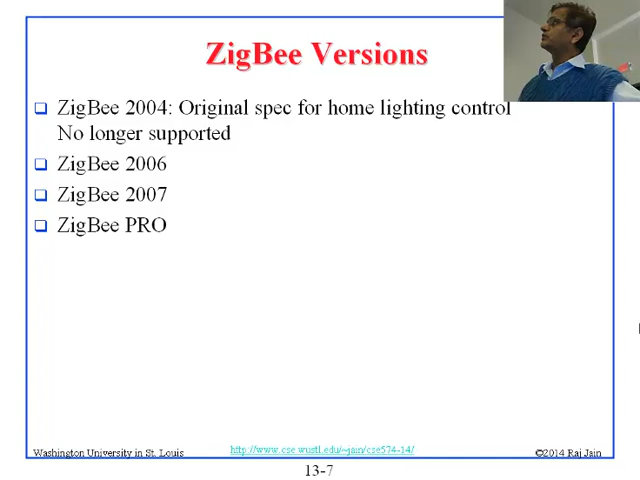 ZigBee Versions
ZigBee 2004: Original spec for home lighting control
No longer supported
ZigBee 2006
ZigBee 2007
ZigBee PRO
Washington University in St. Louis
http://www.cse.wustl.edu/~jain/cse574-14/
©2014 Raj Jain
13-7